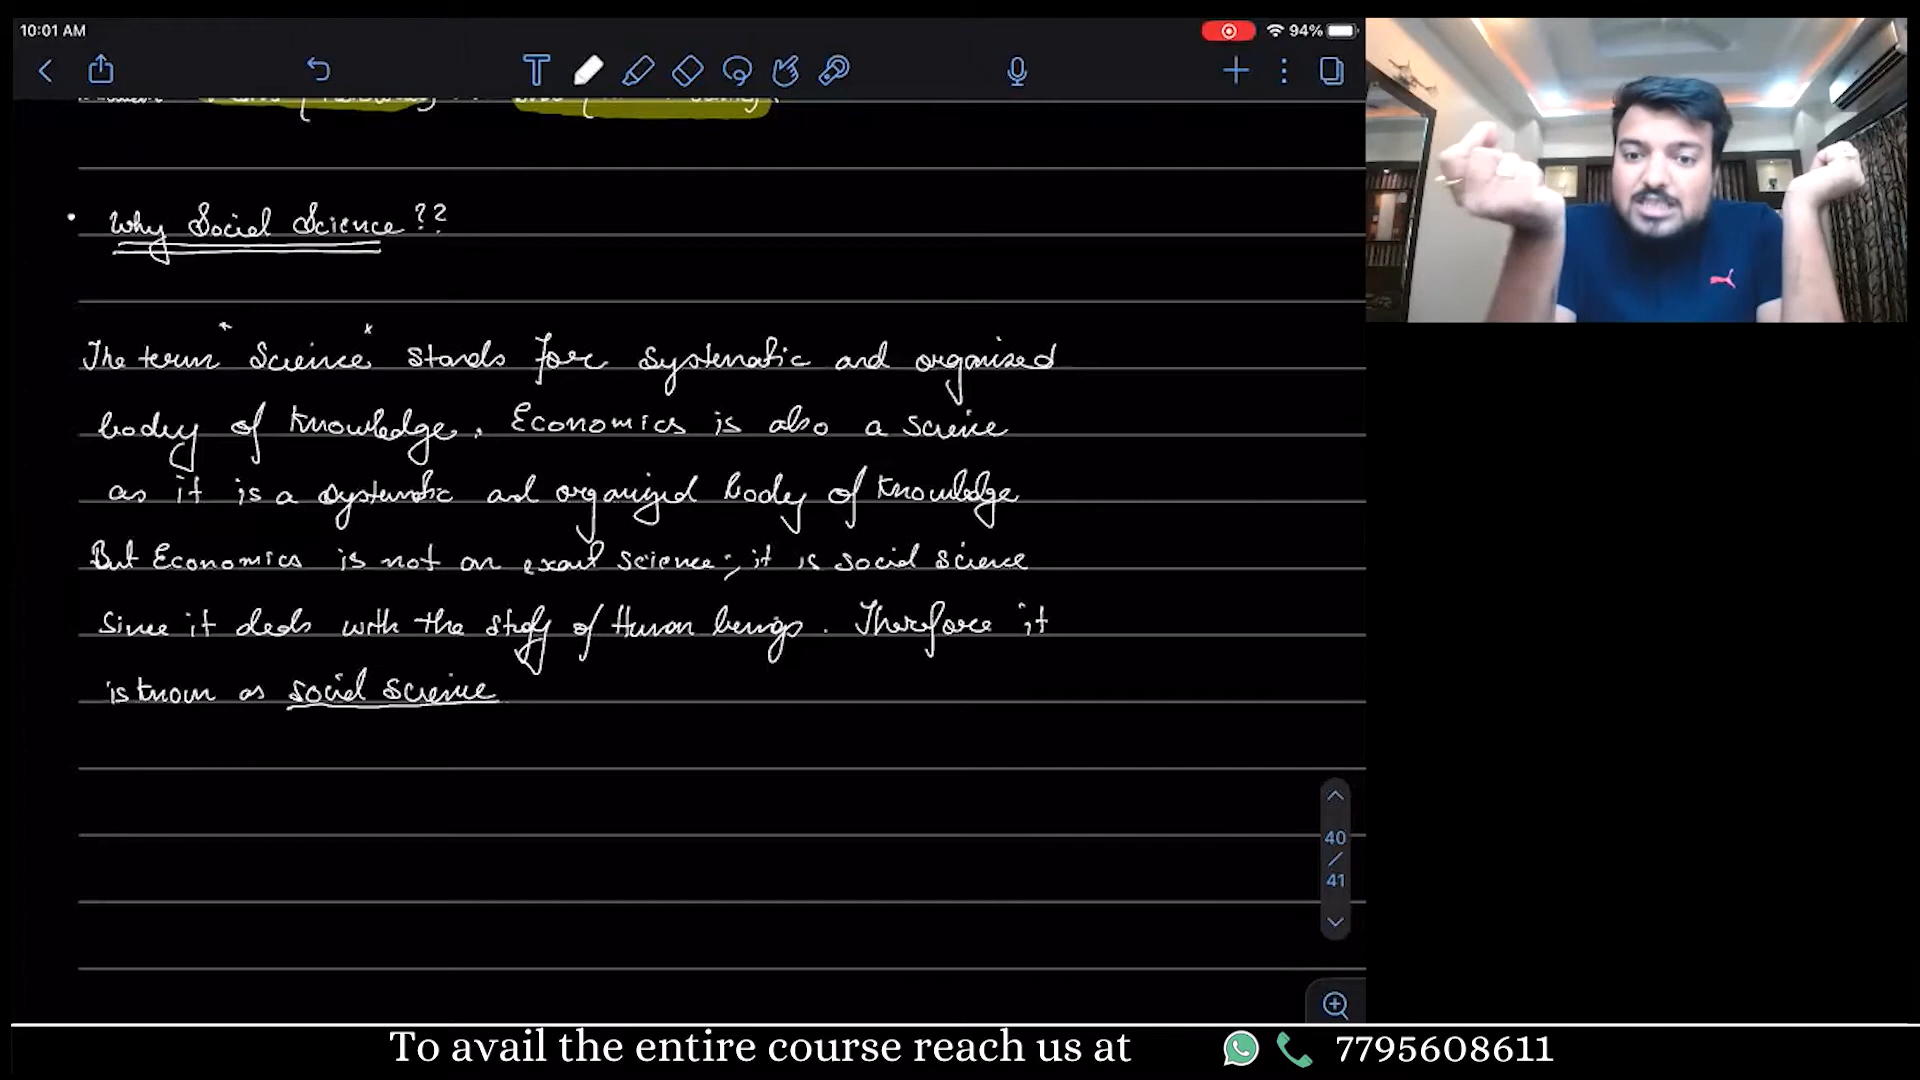 10:01 AM
94%
• Why Social Science??
The term "Science" stands for systematic and organised
body of knowledge. Economics is also a science
as it is a systematic and organized body of knowledge
But Economics is not an exact science; it is social science
Since it deals with the study of Human beings. Therefore it
is known as social science
40
/
41
To avail the entire course reach us at 7795608611